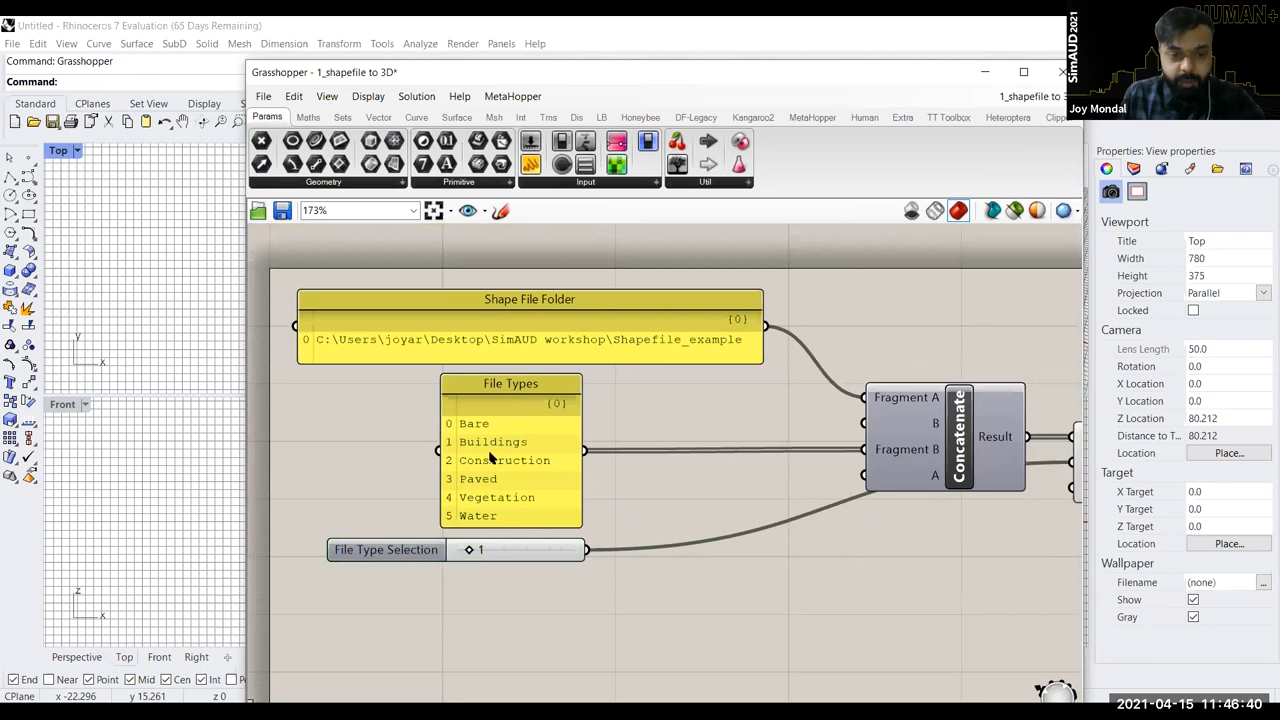 Untitled - Rhinoceros 7 Evaluation (65 Days Remaining)
File Edit View Curve Surface SubD Solid Mesh Dimension Transform Tools Analyze Render Panels Help
Command: Grasshopper
Command:
Standard CPlanes Set View Display
Top
Front
y
x
z
x
Grasshopper - 1_shapefile to 3D*
File Edit View Display Solution Help MetaHopper
1_shapefile to
Params Maths Sets Vector Curve Surface Msh Int Trns Dis LB Honeybee DF-Legacy Kangaroo2 MetaHopper Human Extra TT Toolbox Heteroptera
Geometry Primitive Input Util
173%
Shape File Folder
{0}
0 C:\Users\joyar\Desktop\SimAUD workshop\Shapefile_example
File Types
{0}
0 Bare
1 Buildings
2 Construction
3 Paved
4 Vegetation
5 Water
File Type Selection 1
Fragment A
B
Fragment B
A
Concatenate
Result
SimAUD2021
HUMAN+
Joy Mondal
Properties: View properties
Viewport
Title Top
Width 780
Height 375
Projection Parallel
Locked
Camera
Lens Length 50.0
Rotation 0.0
X Location 0.0
Y Location 0.0
Z Location 80.212
Distance to T... 80.212
Location Place...
Target
X Target 0.0
Y Target 0.0
Z Target 0.0
Location Place...
Wallpaper
Filename (none) ...
Show
Gray
Perspective Top Front Right
End Near Point Mid Cen Int
CPlane x -22.296 y 15.261 z 0
2021-04-15 11:46:40